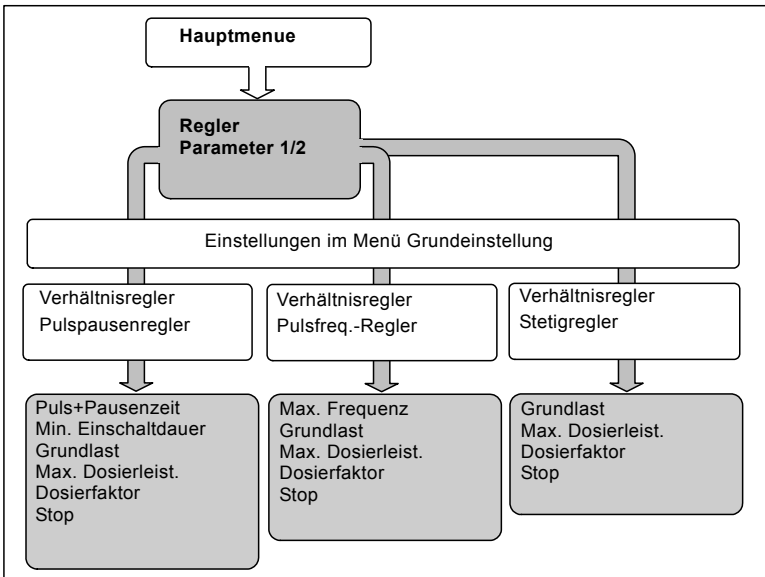 Hauptmenue
Regler
Parameter 1/2
Einstellungen im Menü Grundeinstellung
Verhältnisregler
Pulspausenregler
Verhältnisregler
Pulsfreq.-Regler
Verhältnisregler
Stetigregler
Puls+Pausenzeit
Min. Einschaltdauer
Grundlast
Max. Dosierleist.
Dosierfaktor
Stop
Max. Frequenz
Grundlast
Max. Dosierleist.
Dosierfaktor
Stop
Grundlast
Max. Dosierleist.
Dosierfaktor
Stop